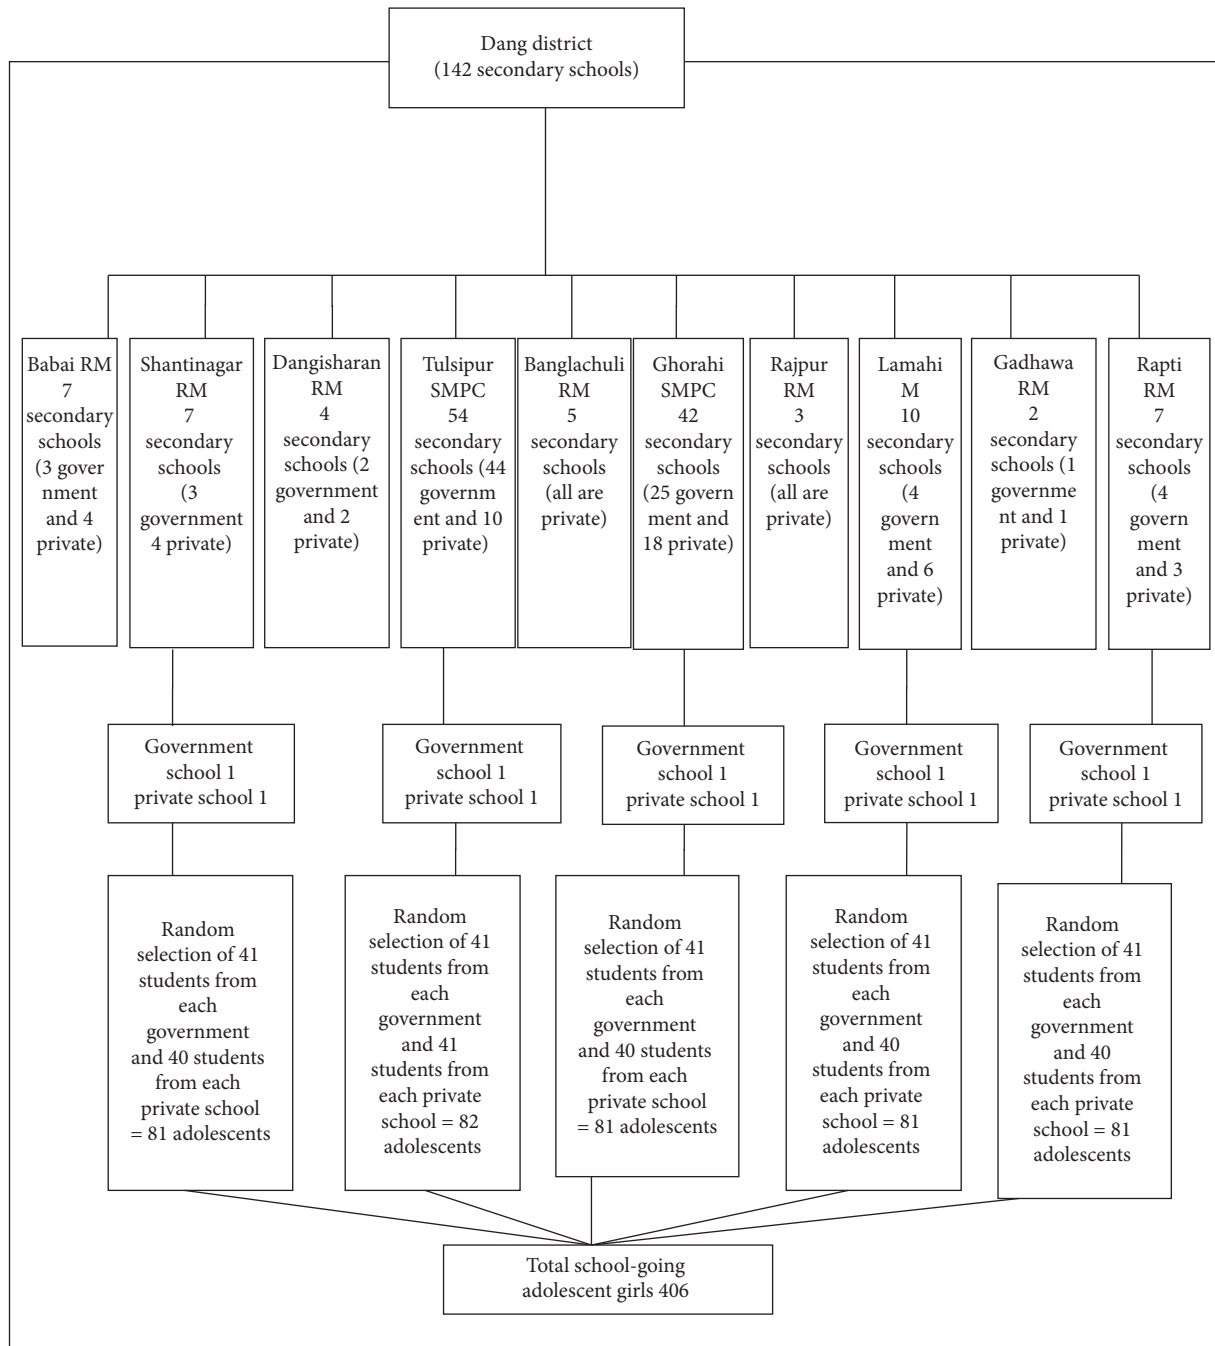 Dang district
(142 secondary schools)
Babai RM
7
secondary
schools
(3 gover
nment
and 4
private)
Shantinagar
RM
7
secondary
schools
(3
government
4 private)
Dangisharan
RM
4
secondary
schools (2
government
and 2
private)
Tulsipur
SMPC
54
secondary
schools (44
governm
ent and 10
private)
Banglachuli
RM
5
secondary
schools
(all are
private)
Ghorahi
SMPC
42
secondary
schools
(25 govern
ment and
18 private)
Rajpur
RM
3
secondary
schools
(all are
private)
Lamahi
M
10
secondary
schools
(4
govern
ment
and 6
private)
Gadhawa
RM
2
secondary
schools (1
governme
nt and 1
private)
Rapti
RM
7
secondary
schools
(4
govern
ment
and 3
private)
Government
school 1
private school 1
Government
school 1
private school 1
Government
school 1
private school 1
Government
school 1
private school 1
Government
school 1
private school 1
Random
selection of 41
students from
each
government
and 40 students
from each
private school
= 81 adolescents
Random
selection of 41
students from
each
government
and 41
students from
each private
school = 82
adolescents
Random
selection of 41
students from
each
government
and 40 students
from each
private school
= 81 adolescents
Random
selection of 41
students from
each
government
and 40
students from
each private
school = 81
adolescents
Random
selection of 41
students from
each
government
and 40
students from
each private
school = 81
adolescents
Total school-going
adolescent girls 406